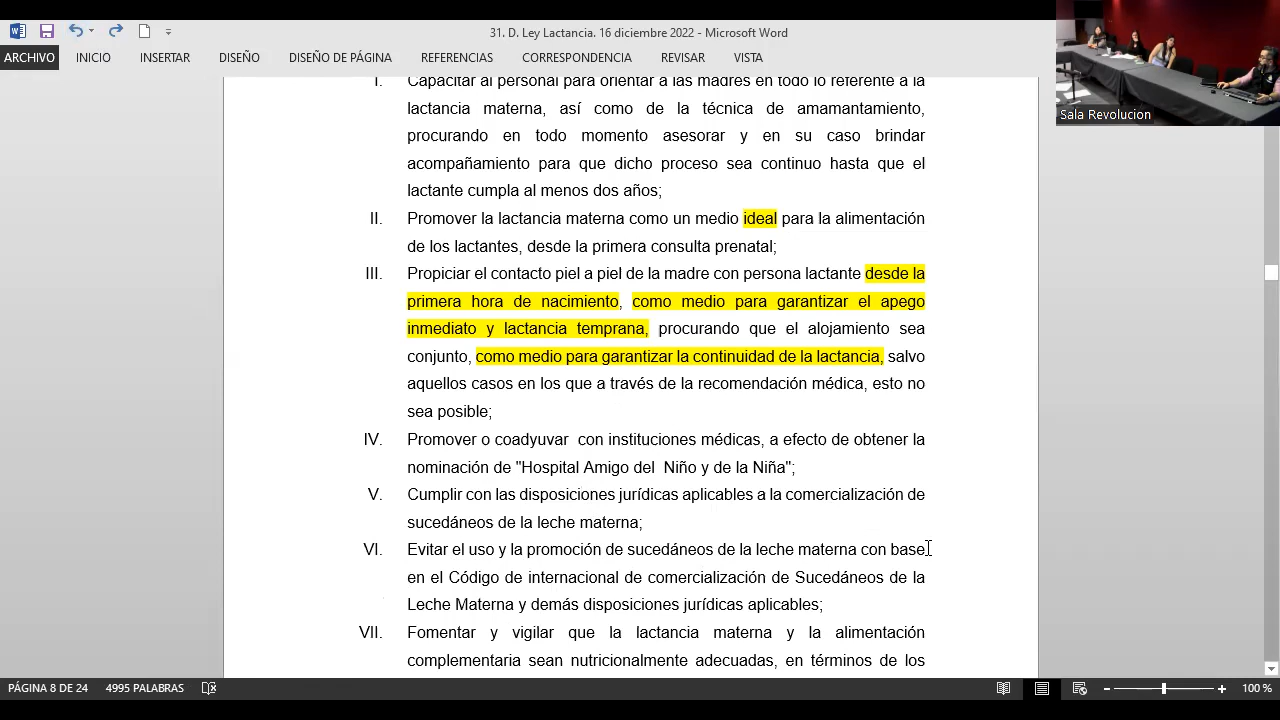 31. D. Ley Lactancia. 16 diciembre 2022 - Microsoft Word
ARCHIVO INICIO INSERTAR DISEÑO DISEÑO DE PÁGINA REFERENCIAS CORRESPONDENCIA REVISAR VISTA
Sala Revolucion
I. Capacitar al personal para orientar a las madres en todo lo referente a la
lactancia materna, así como de la técnica de amamantamiento,
procurando en todo momento asesorar y en su caso brindar
acompañamiento para que dicho proceso sea continuo hasta que el
lactante cumpla al menos dos años;
II. Promover la lactancia materna como un medio ideal para la alimentación
de los lactantes, desde la primera consulta prenatal;
III. Propiciar el contacto piel a piel de la madre con persona lactante desde la
primera hora de nacimiento, como medio para garantizar el apego
inmediato y lactancia temprana, procurando que el alojamiento sea
conjunto, como medio para garantizar la continuidad de la lactancia, salvo
aquellos casos en los que a través de la recomendación médica, esto no
sea posible;
IV. Promover o coadyuvar con instituciones médicas, a efecto de obtener la
nominación de "Hospital Amigo del Niño y de la Niña";
V. Cumplir con las disposiciones jurídicas aplicables a la comercialización de
sucedáneos de la leche materna;
VI. Evitar el uso y la promoción de sucedáneos de la leche materna con base
en el Código de internacional de comercialización de Sucedáneos de la
Leche Materna y demás disposiciones jurídicas aplicables;
VII. Fomentar y vigilar que la lactancia materna y la alimentación
complementaria sean nutricionalmente adecuadas, en términos de los
PÁGINA 8 DE 24 4995 PALABRAS 100 %